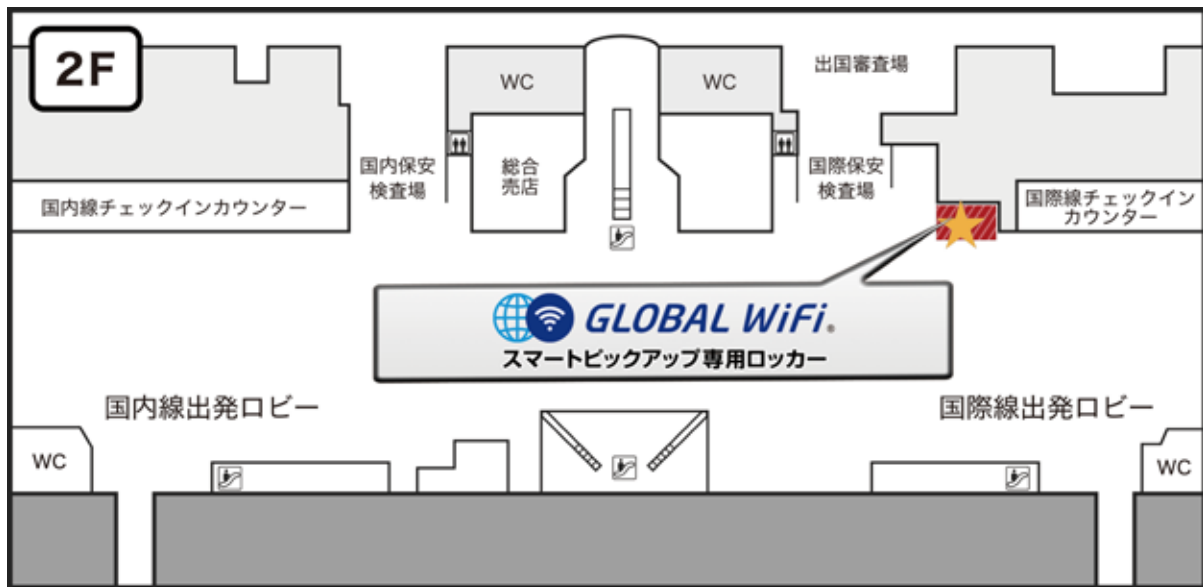 2F
WC
WC
出国審査場
国内保安
検査場
総合
売店
国際保安
検査場
国内線チェックインカウンター
国際線チェックイン
カウンター
GLOBAL WiFi®
スマートピックアップ専用ロッカー
国内線出発ロビー
国際線出発ロビー
WC
WC